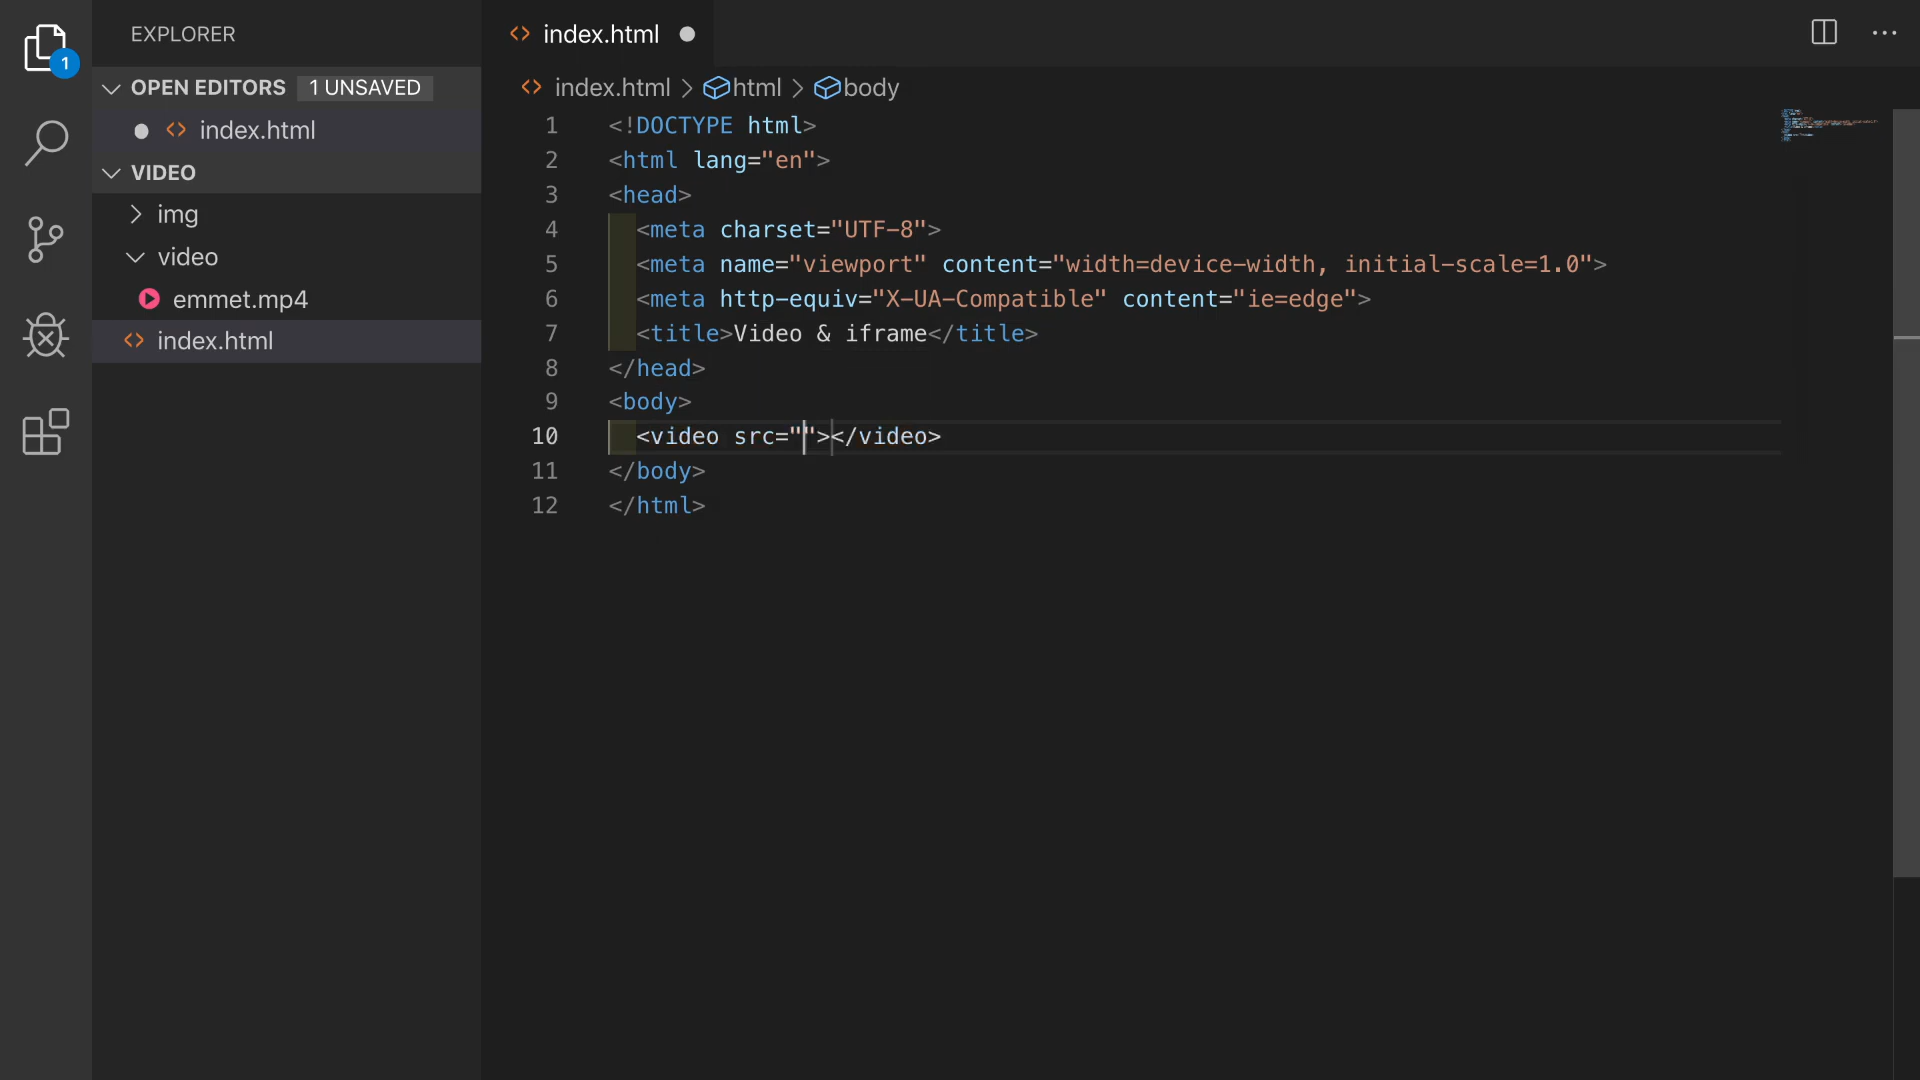 1
EXPLORER
OPEN EDITORS 1 UNSAVED
index.html
VIDEO
img
video
emmet.mp4
index.html
index.html
index.html > html > body
1 <!DOCTYPE html>
2 <html lang="en">
3 <head>
4 <meta charset="UTF-8">
5 <meta name="viewport" content="width=device-width, initial-scale=1.0">
6 <meta http-equiv="X-UA-Compatible" content="ie=edge">
7 <title>Video & iframe</title>
8 </head>
9 <body>
10 <video src=""></video>
11 </body>
12 </html>